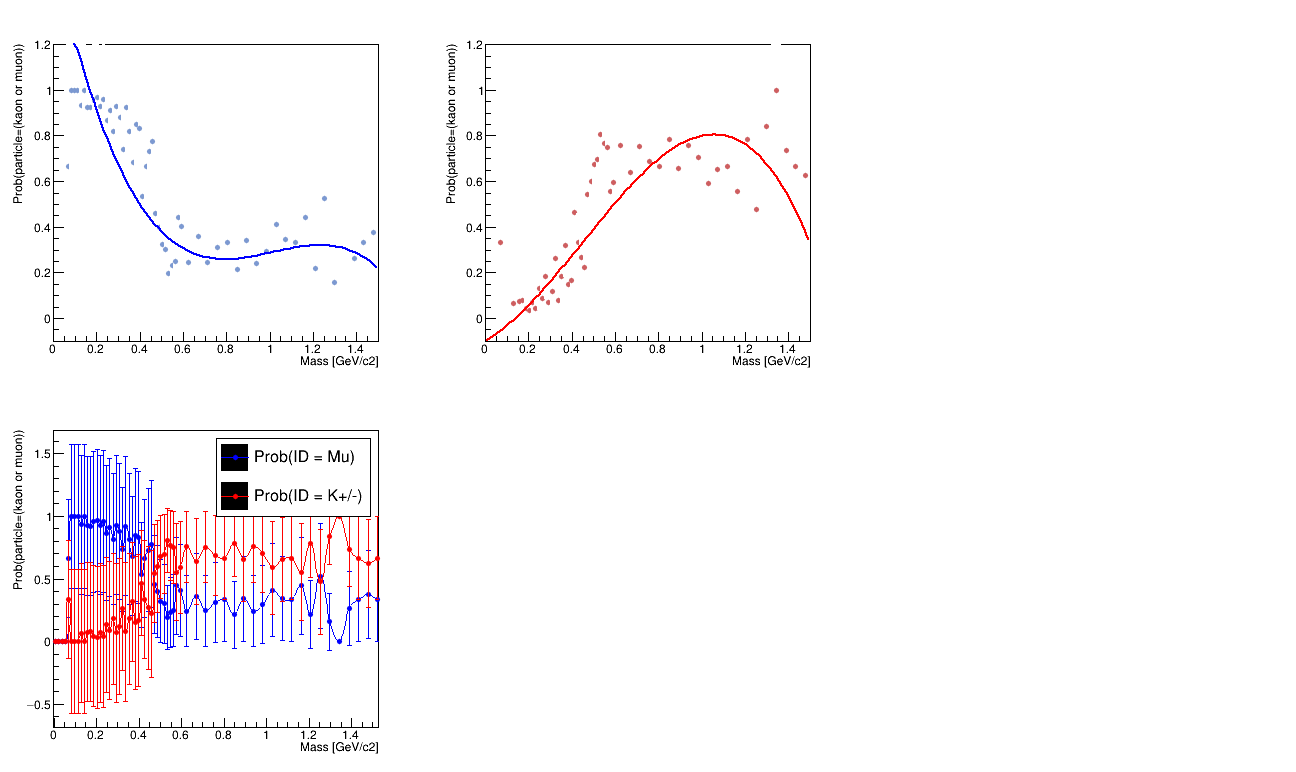 Prob(particle=(kaon or muon))
1.2
1
0.8
0.6
0.4
0.2
0
0 0.2 0.4 0.6 0.8 1 1.2 1.4
Mass [GeV/c2]
Prob(particle=(kaon or muon))
1.2
1
0.8
0.6
0.4
0.2
0
0 0.2 0.4 0.6 0.8 1 1.2 1.4
Mass [GeV/c2]
Prob(particle=(kaon or muon))
1.5
1
0.5
0
−0.5
Prob(ID = Mu)
Prob(ID = K+/-)
0 0.2 0.4 0.6 0.8 1 1.2 1.4
Mass [GeV/c2]